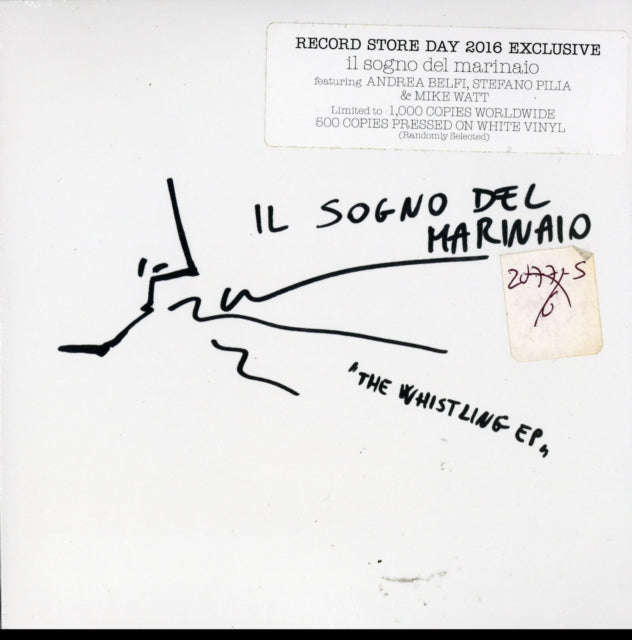 RECORD STORE DAY 2016 EXCLUSIVE
il sogno del marinaio
featuring ANDREA BELFI, STEFANO PILIA
& MIKE WATT
Limited to 1,000 COPIES WORLDWIDE
500 COPIES PRESSED ON WHITE VINYL
(Randomly Selected)
IL SOGNO DEL
MARINAIO
"THE WHISTLING EP"